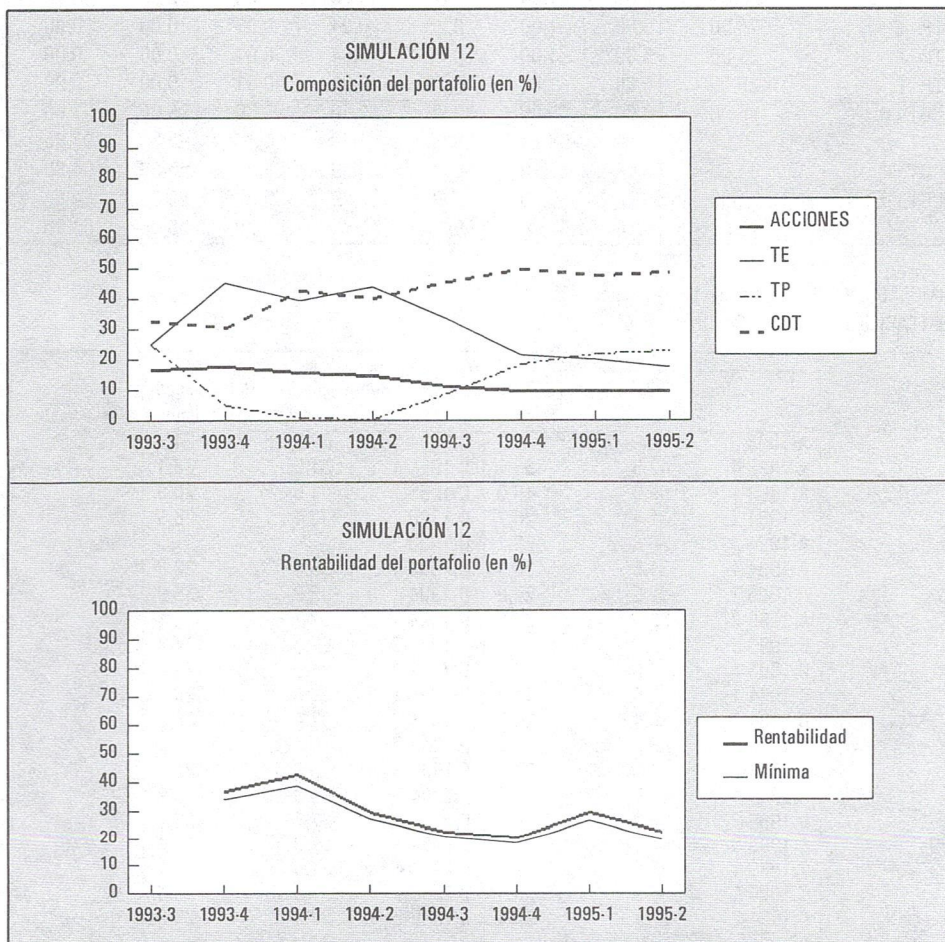 SIMULACIÓN 12
Composición del portafolio (en %)
100
90
80
70
60
50
40
30
20
10
0
1993-3 1993-4 1994-1 1994-2 1994-3 1994-4 1995-1 1995-2
ACCIONES
TE
TP
CDT
SIMULACIÓN 12
Rentabilidad del portafolio (en %)
100
90
80
70
60
50
40
30
20
10
0
1993-3 1993-4 1994-1 1994-2 1994-3 1994-4 1995-1 1995-2
Rentabilidad
Mínima